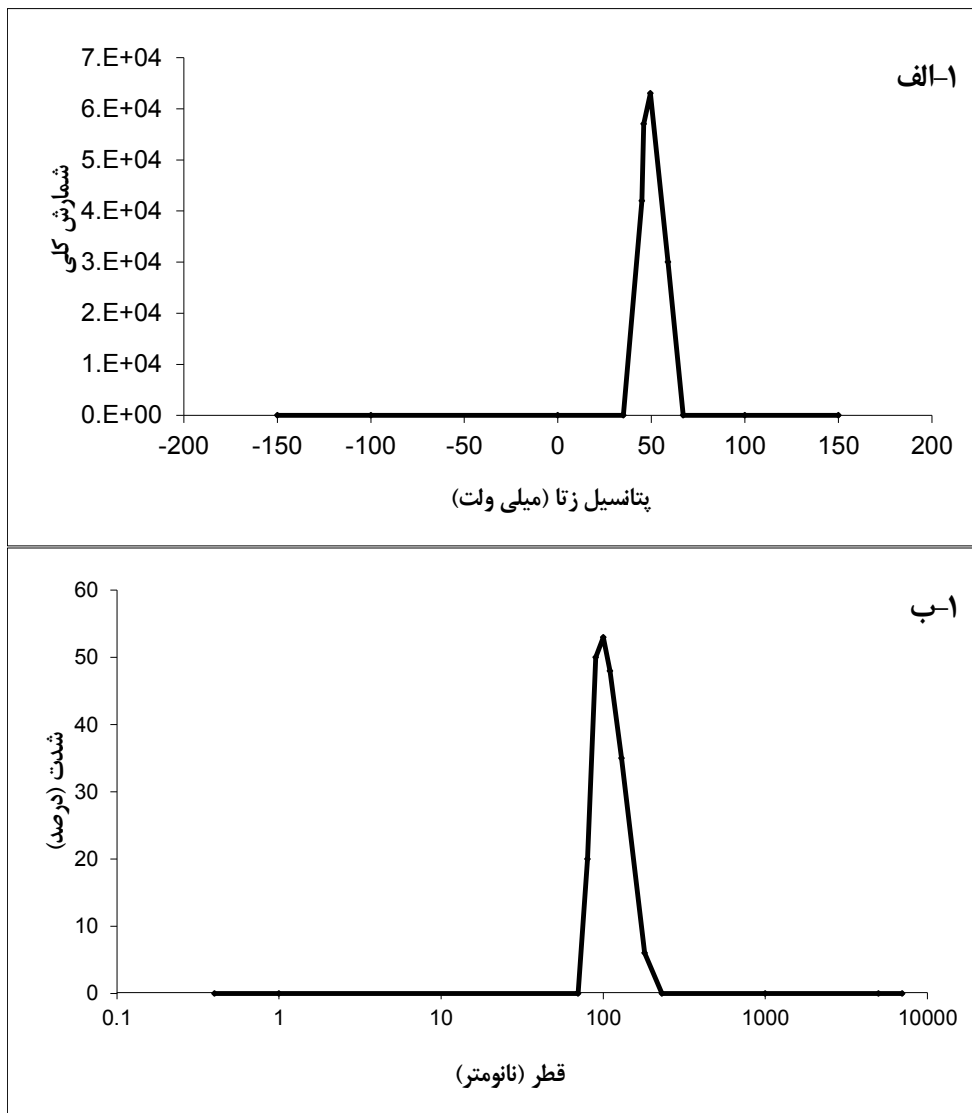 ۱-الف
7.E+04
6.E+04
5.E+04
4.E+04
3.E+04
2.E+04
1.E+04
0.E+00
شمارش کلی
-200 -150 -100 -50 0 50 100 150 200
پتانسیل زتا (میلی ولت)
۱-ب
60
50
40
30
20
10
0
شدت (درصد)
0.1 1 10 100 1000 10000
قطر (نانومتر)